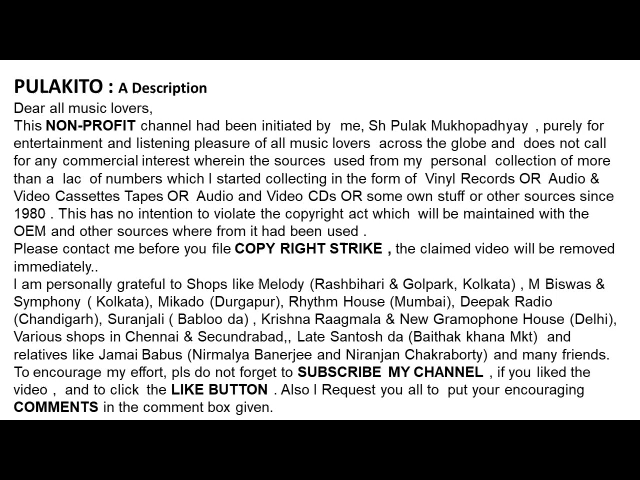 PULAKITO : A Description
Dear all music lovers,
This NON-PROFIT channel had been initiated by me, Sh Pulak Mukhopadhyay , purely for
entertainment and listening pleasure of all music lovers across the globe and does not call
for any commercial interest wherein the sources used from my personal collection of more
than a lac of numbers which I started collecting in the form of Vinyl Records OR Audio &
Video Cassettes Tapes OR Audio and Video CDs OR some own stuff or other sources since
1980 . This has no intention to violate the copyright act which will be maintained with the
OEM and other sources where from it had been used .
Please contact me before you file COPY RIGHT STRIKE , the claimed video will be removed
immediately..
I am personally grateful to Shops like Melody (Rashbihari & Golpark, Kolkata) , M Biswas &
Symphony ( Kolkata), Mikado (Durgapur), Rhythm House (Mumbai), Deepak Radio
(Chandigarh), Suranjali ( Babloo da) , Krishna Raagmala & New Gramophone House (Delhi),
Various shops in Chennai & Secundrabad,, Late Santosh da (Baithak khana Mkt) and
relatives like Jamai Babus (Nirmalya Banerjee and Niranjan Chakraborty) and many friends.
To encourage my effort, pls do not forget to SUBSCRIBE MY CHANNEL , if you liked the
video , and to click the LIKE BUTTON . Also I Request you all to put your encouraging
COMMENTS in the comment box given.